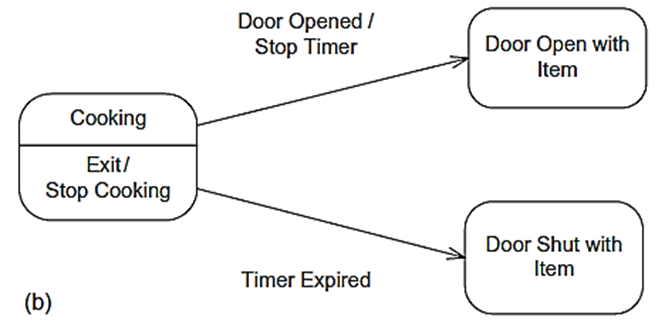 Door Opened /
Stop Timer
Door Open with
Item
Cooking
Exit /
Stop Cooking
Door Shut with
Item
Timer Expired
(b)